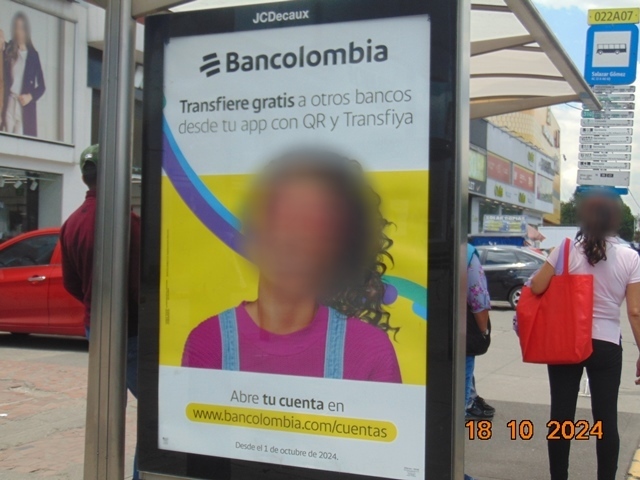 JCDecaux
Bancolombia
Transfiere gratis a otros bancos
desde tu app con QR y Transfiya
Abre tu cuenta en
www.bancolombia.com/cuentas
Desde el 1 de octubre de 2024.
022A07
18 10 2024